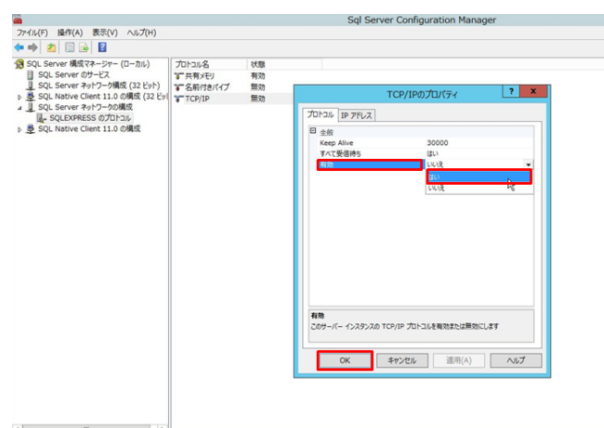 Sql Server Configuration Manager
ファイル(F) 操作(A) 表示(V) ヘルプ(H)
SQL Server 構成マネージャー (ローカル)
SQL Server のサービス
SQL Server ネットワーク構成 (32 ビット)
SQL Native Client 11.0 の構成 (32 ビッ
SQL Server ネットワークの構成
SQLEXPRESS のプロトコル
SQL Native Client 11.0 の構成
プロトコル名 状態
共有メモリ 有効
名前付きパイプ 無効
TCP/IP 無効
TCP/IPのプロパティ ? x
プロトコル IP アドレス
全般
Keep Alive 30000
すべて受信待ち はい
有効 いいえ
はい
いいえ
有効
このサーバー インスタンスの TCP/IP プロトコルを有効または無効にします
OK キャンセル 適用(A) ヘルプ